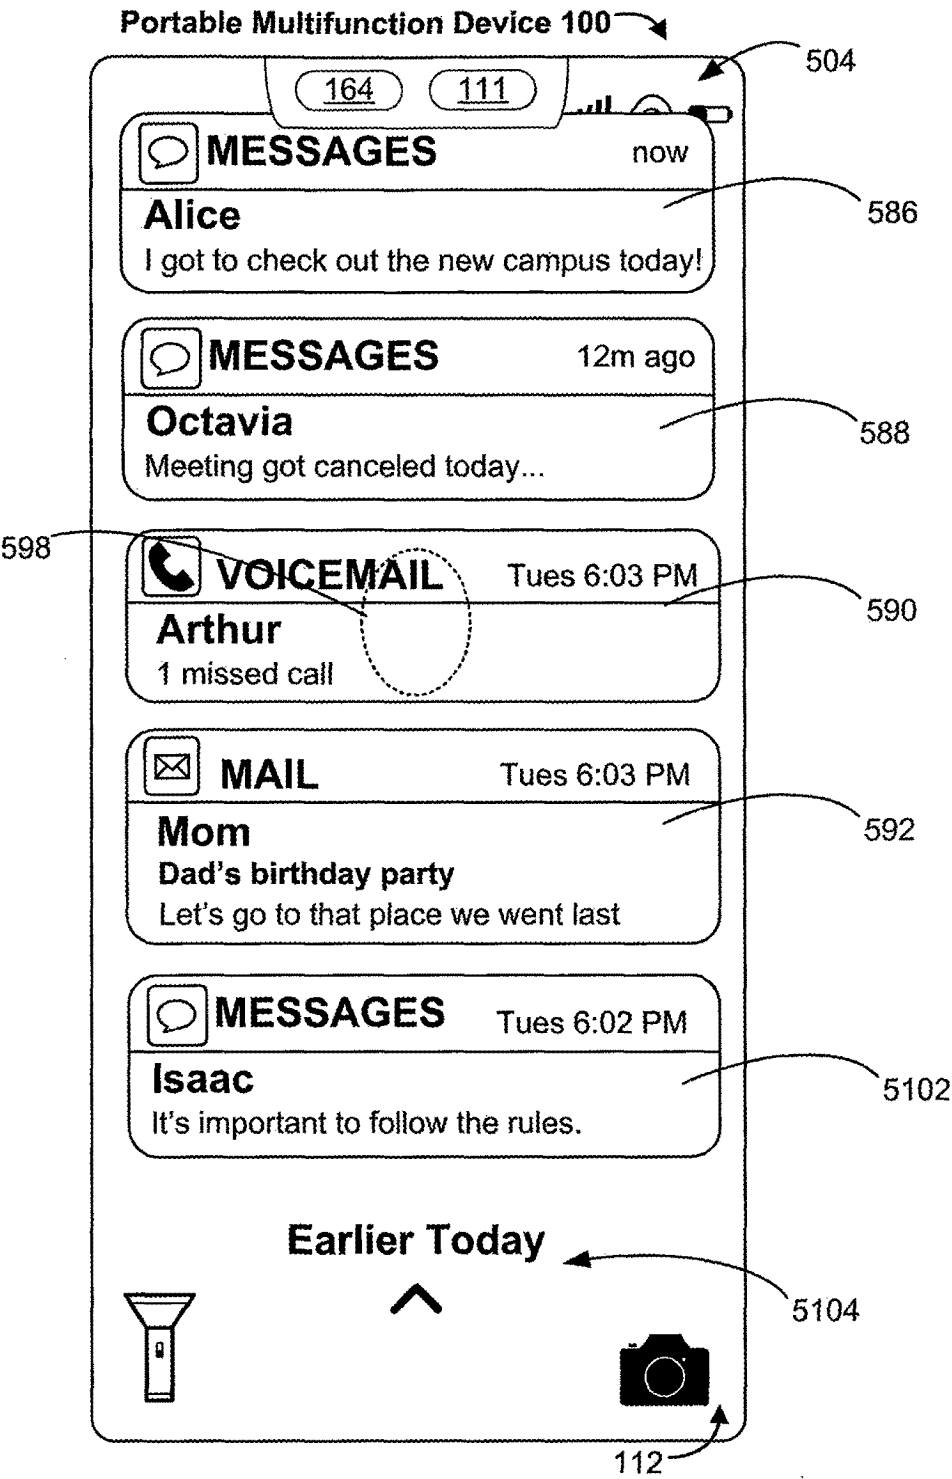 Portable Multifunction Device 100
504
164 111
MESSAGES now
586
Alice
I got to check out the new campus today!
MESSAGES 12m ago
588
Octavia
Meeting got canceled today...
598
VOICEMAIL Tues 6:03 PM
590
Arthur
1 missed call
MAIL Tues 6:03 PM
592
Mom
Dad's birthday party
Let's go to that place we went last
MESSAGES Tues 6:02 PM
5102
Isaac
It's important to follow the rules.
Earlier Today
5104
112